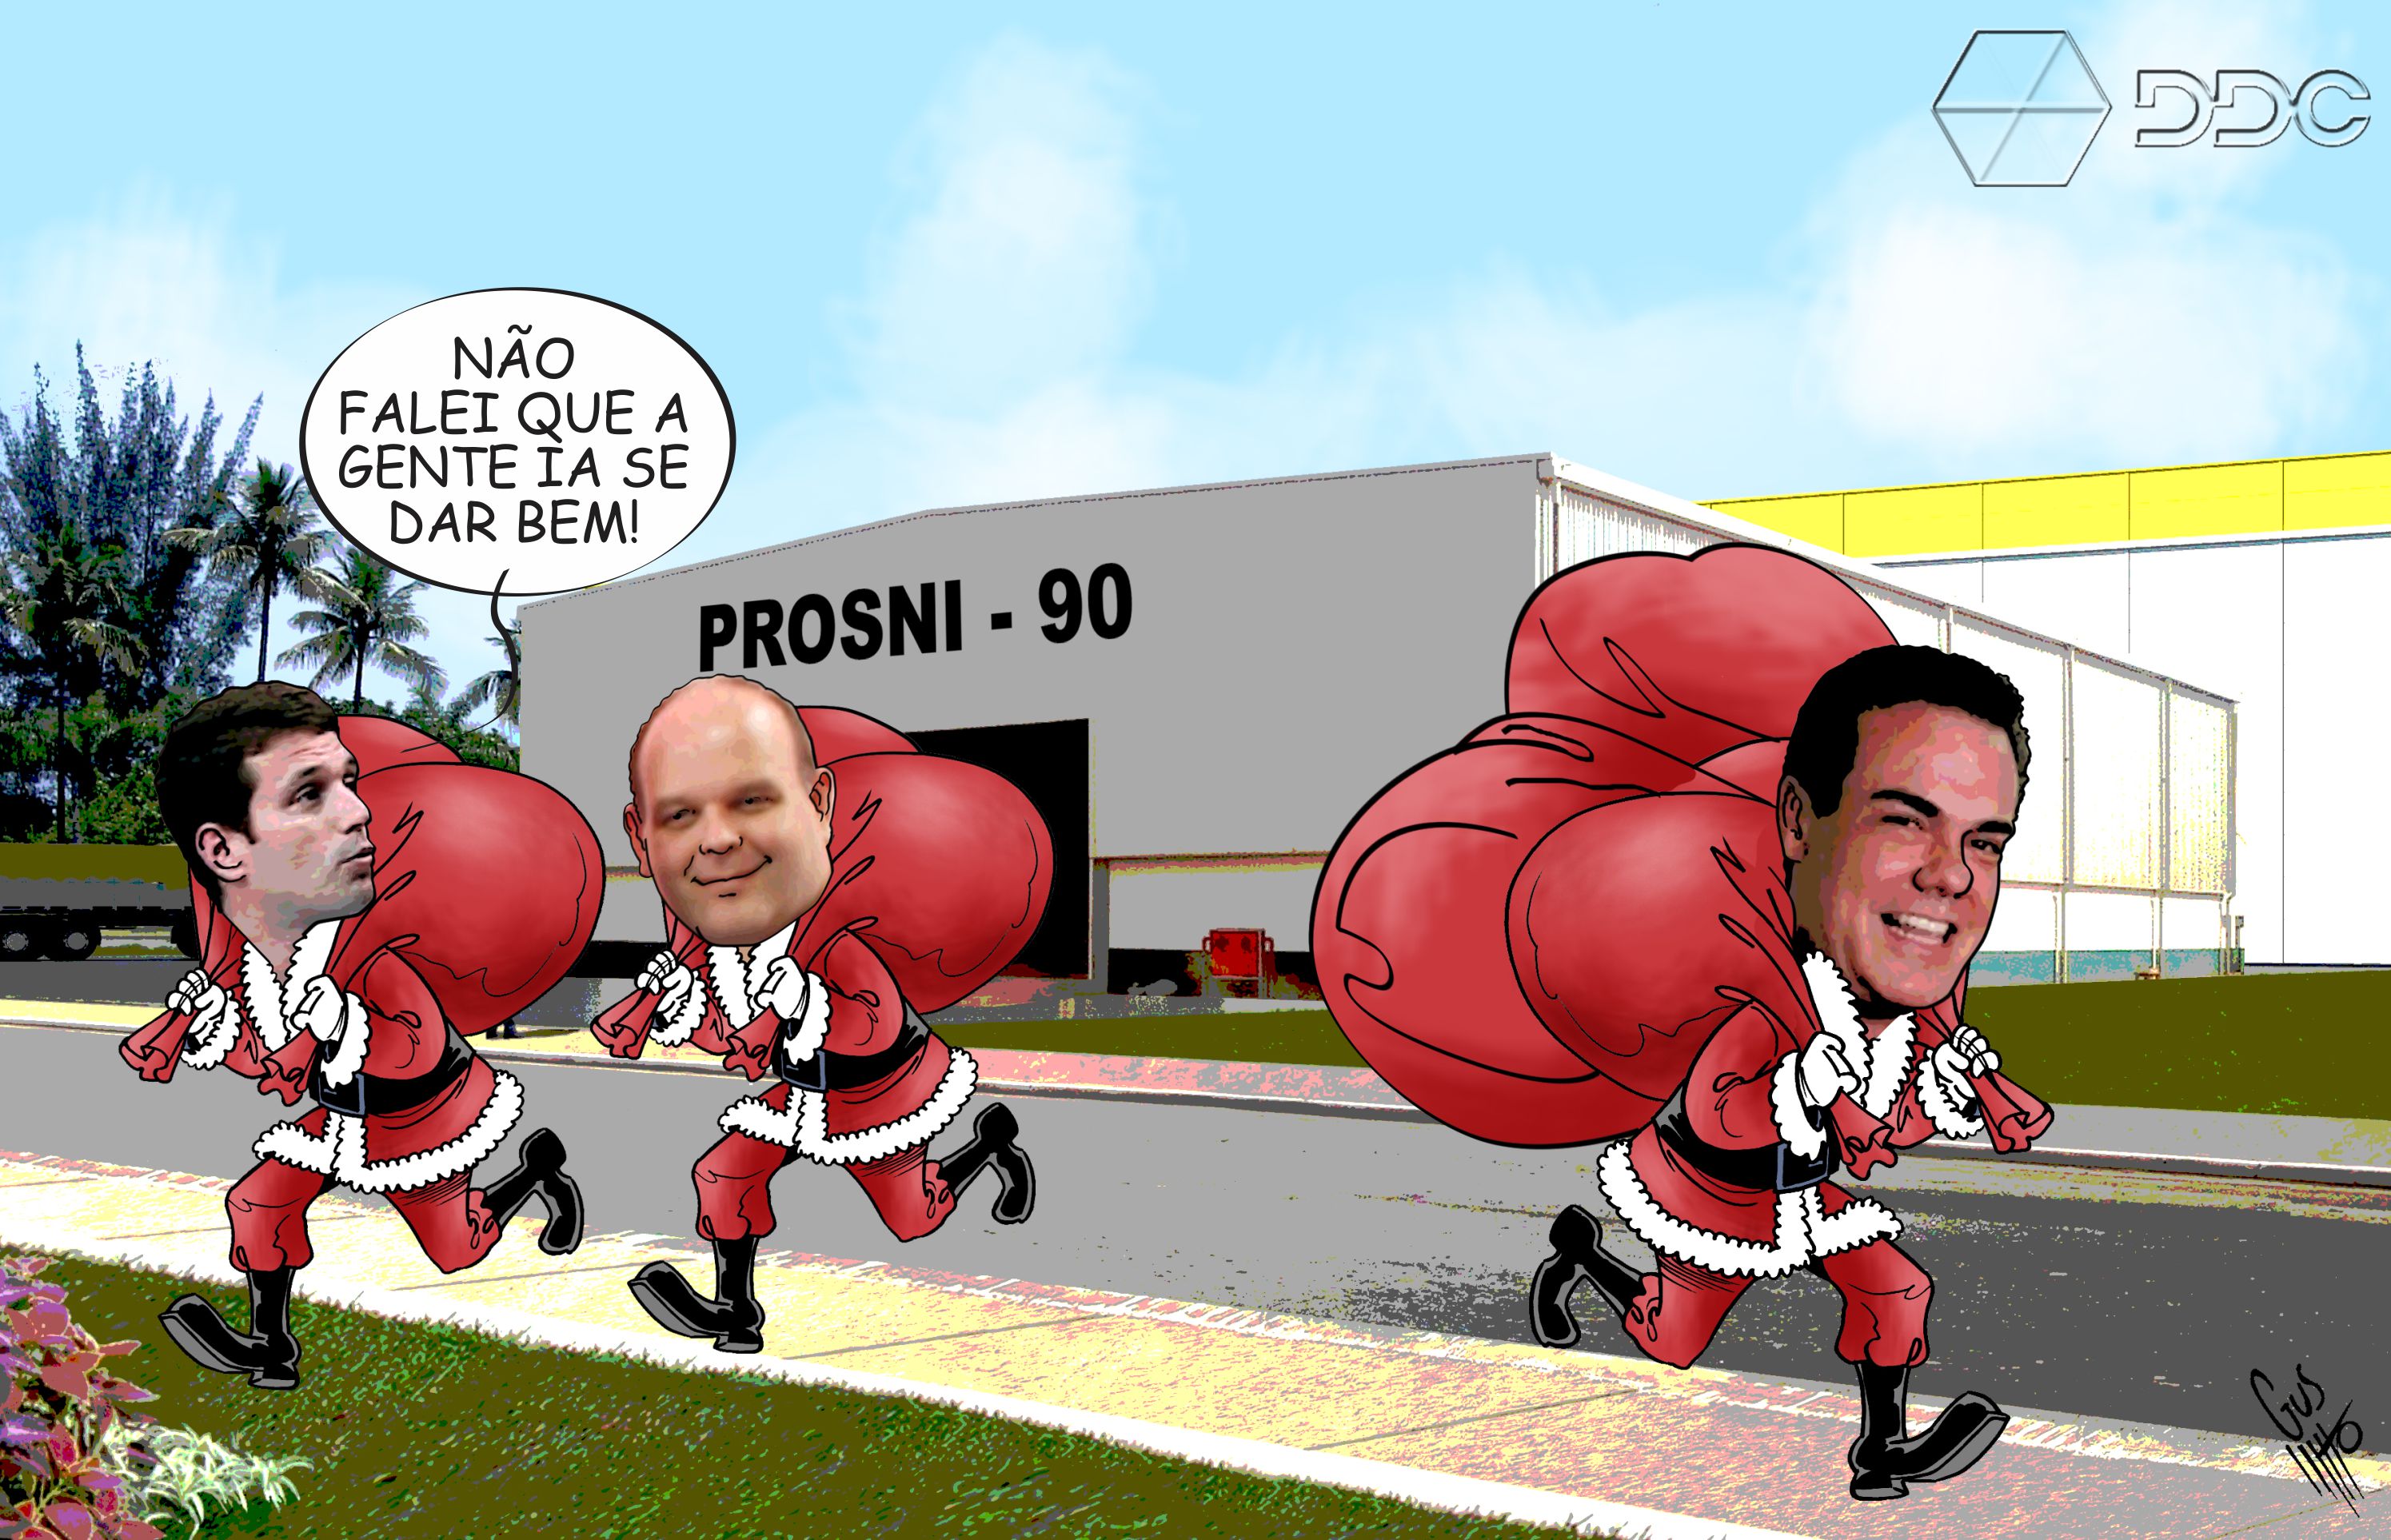 DDC
NÃO
FALEI QUE A
GENTE IA SE
DAR BEM!
PROSNI - 90
GUS